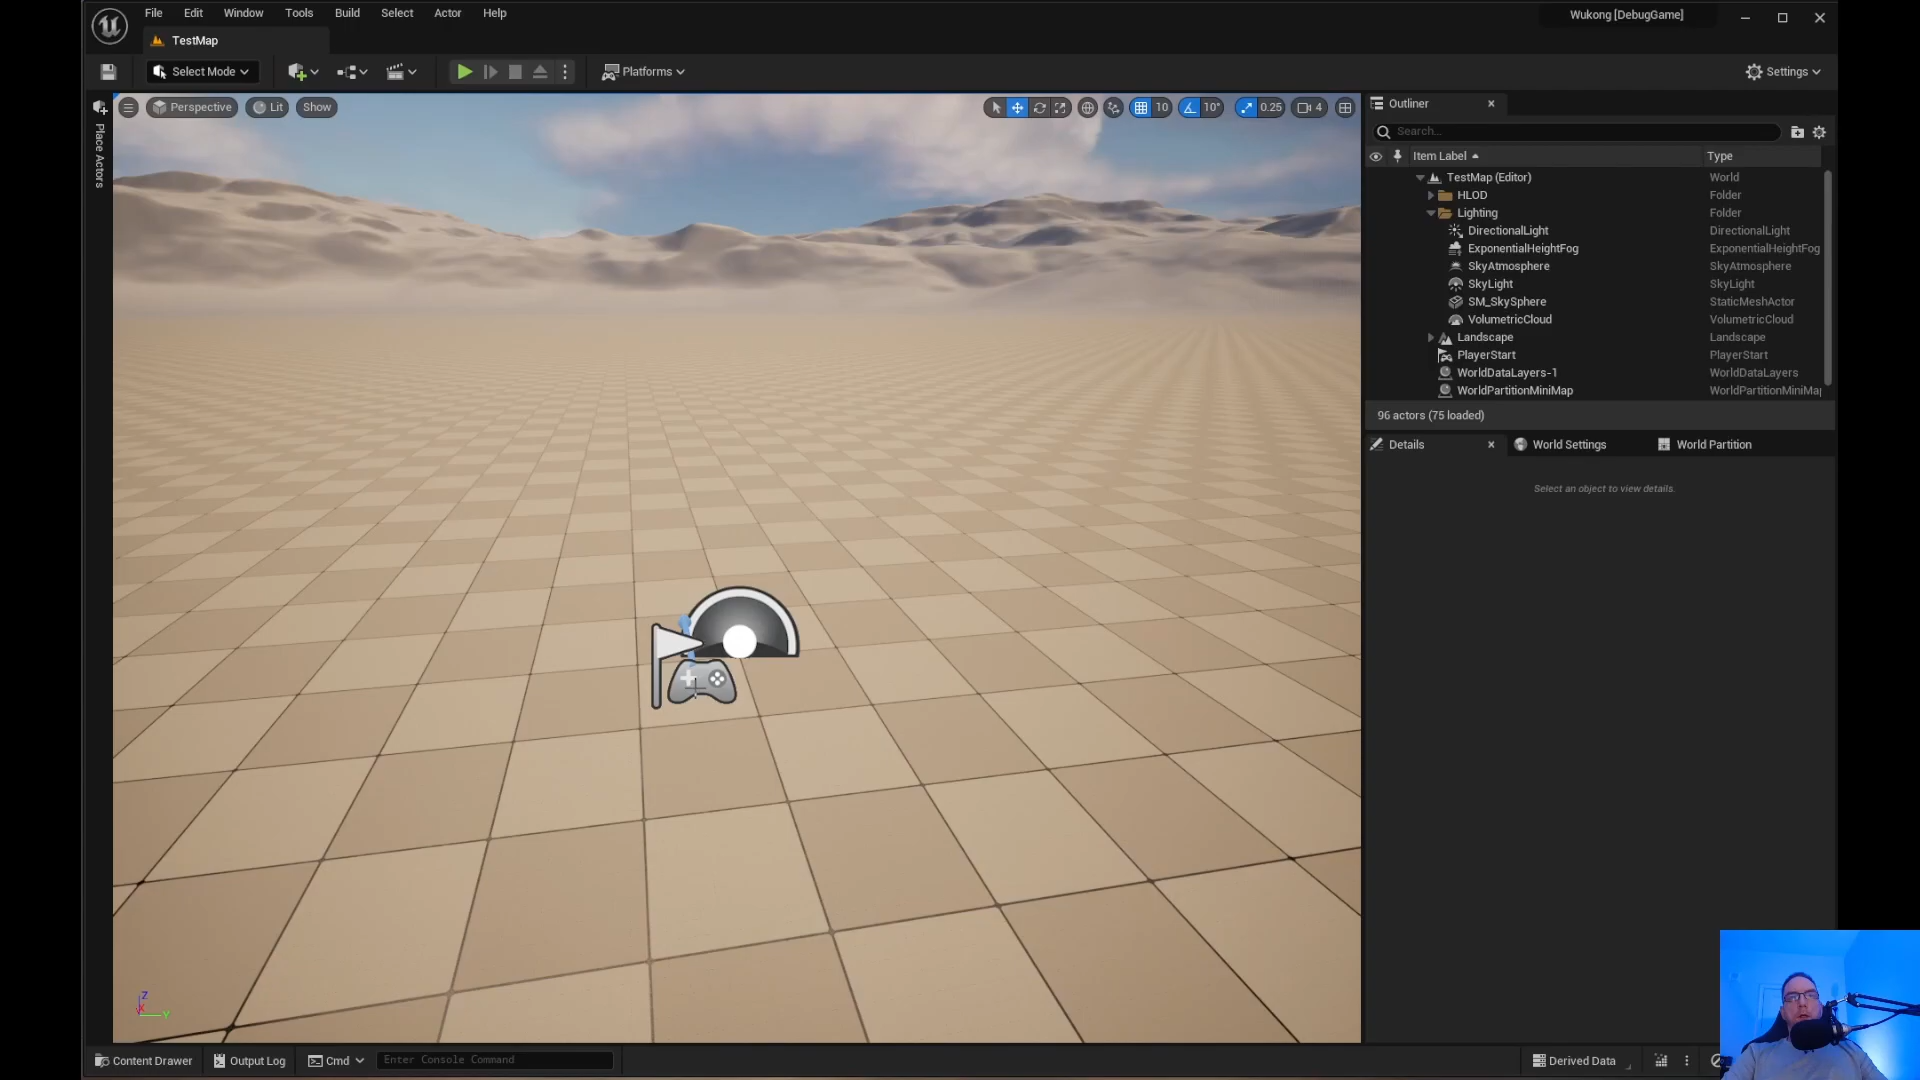 File Edit Window Tools Build Select Actor Help
Wukong [DebugGame]
TestMap
Select Mode
Platforms
Settings
Place Actors
Perspective Lit Show
10 10° 0.25 4
Outliner
Search...
Item Label Type
TestMap (Editor) World
HLOD Folder
Lighting Folder
DirectionalLight DirectionalLight
ExponentialHeightFog ExponentialHeightFog
SkyAtmosphere SkyAtmosphere
SkyLight SkyLight
SM_SkySphere StaticMeshActor
VolumetricCloud VolumetricCloud
Landscape Landscape
PlayerStart PlayerStart
WorldDataLayers-1 WorldDataLayers
WorldPartitionMiniMap WorldPartitionMiniMa
96 actors (75 loaded)
Details World Settings World Partition
Select an object to view details.
Z
X
Y
Content Drawer Output Log Cmd Enter Console Command
Derived Data